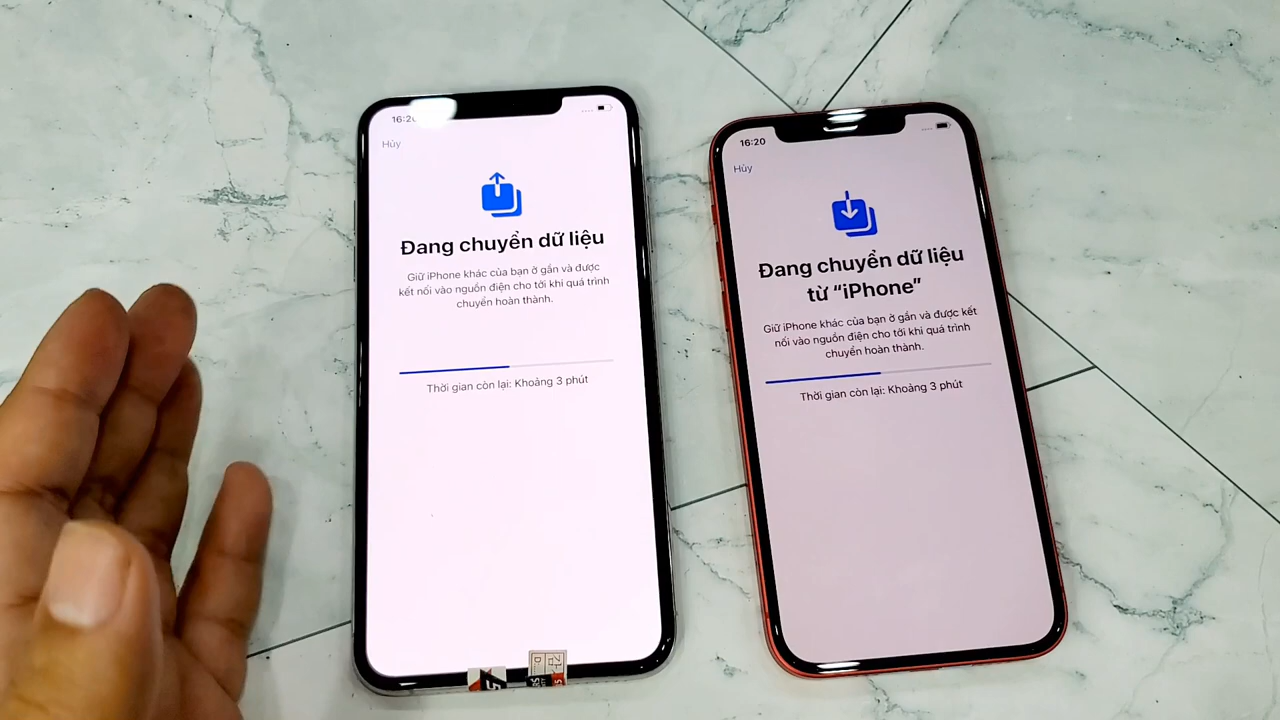 16:20
Hủy
Đang chuyển dữ liệu
Giữ iPhone khác của bạn ở gần và được
kết nối vào nguồn điện cho tới khi quá trình
chuyển hoàn thành.
Thời gian còn lại: Khoảng 3 phút
16:20
Hủy
Đang chuyển dữ liệu
từ “iPhone”
Giữ iPhone khác của bạn ở gần và được kết
nối vào nguồn điện cho tới khi quá trình
chuyển hoàn thành.
Thời gian còn lại: Khoảng 3 phút